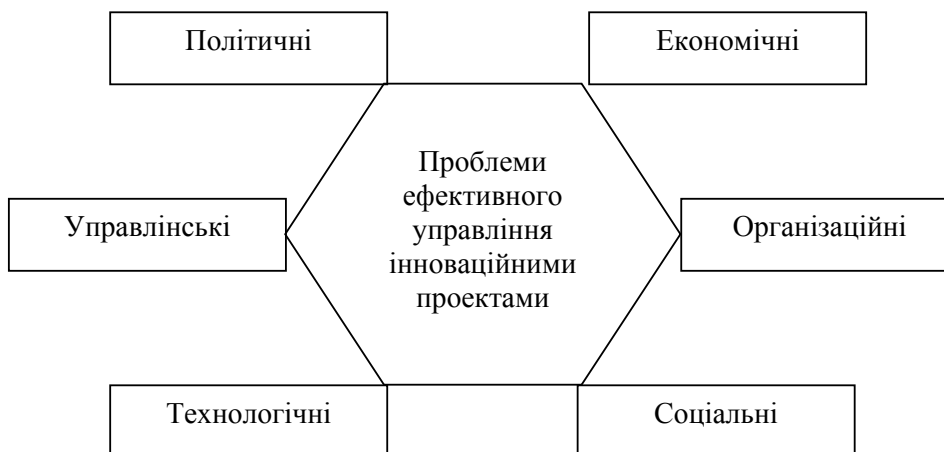 Політичні
Економічні
Проблеми
ефективного
управління
інноваційними
проектами
Управлінські
Організаційні
Технологічні
Соціальні